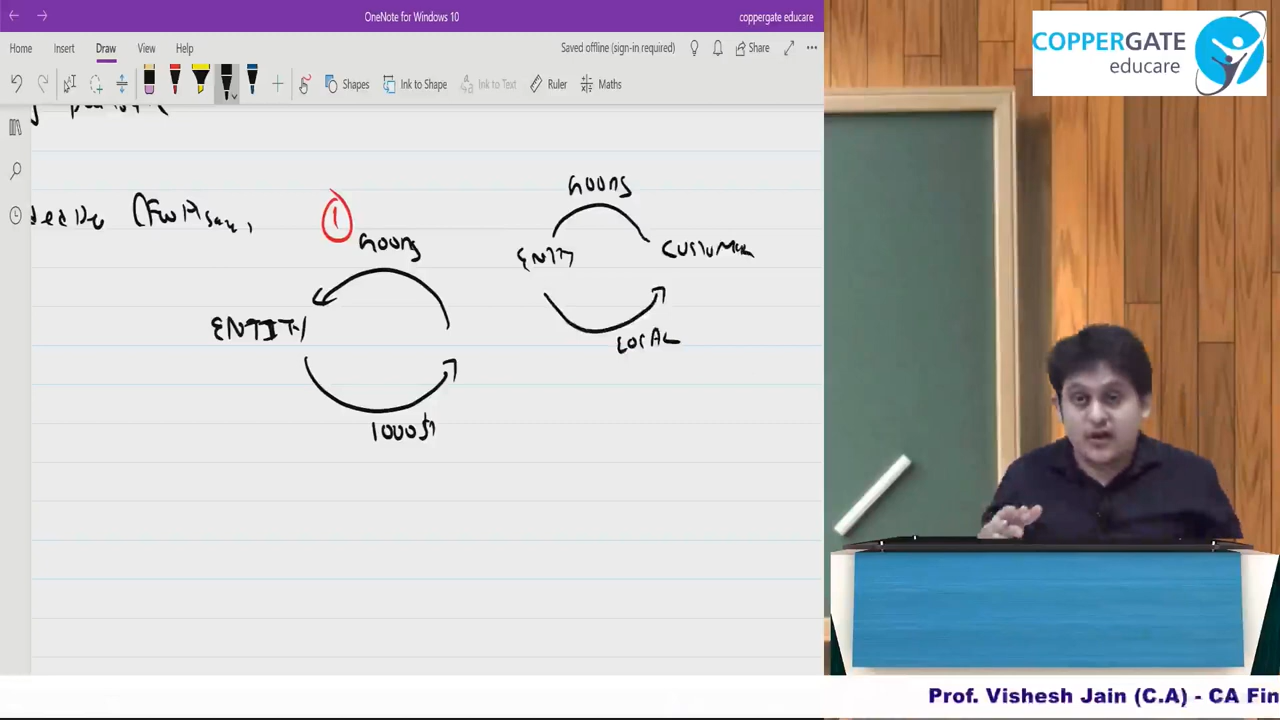 OneNote for Windows 10
coppergate educare
Home Insert Draw View Help
Saved offline (sign-in required)
Share
Shapes
Ink to Shape
Ink to Text
Ruler
Maths
COPPERGATE
educare
1
Goods
ENTITY
1000$
Goods
ENTITY
CUSTOMER
LOCAL
Prof. Vishesh Jain (C.A) - CA Fin